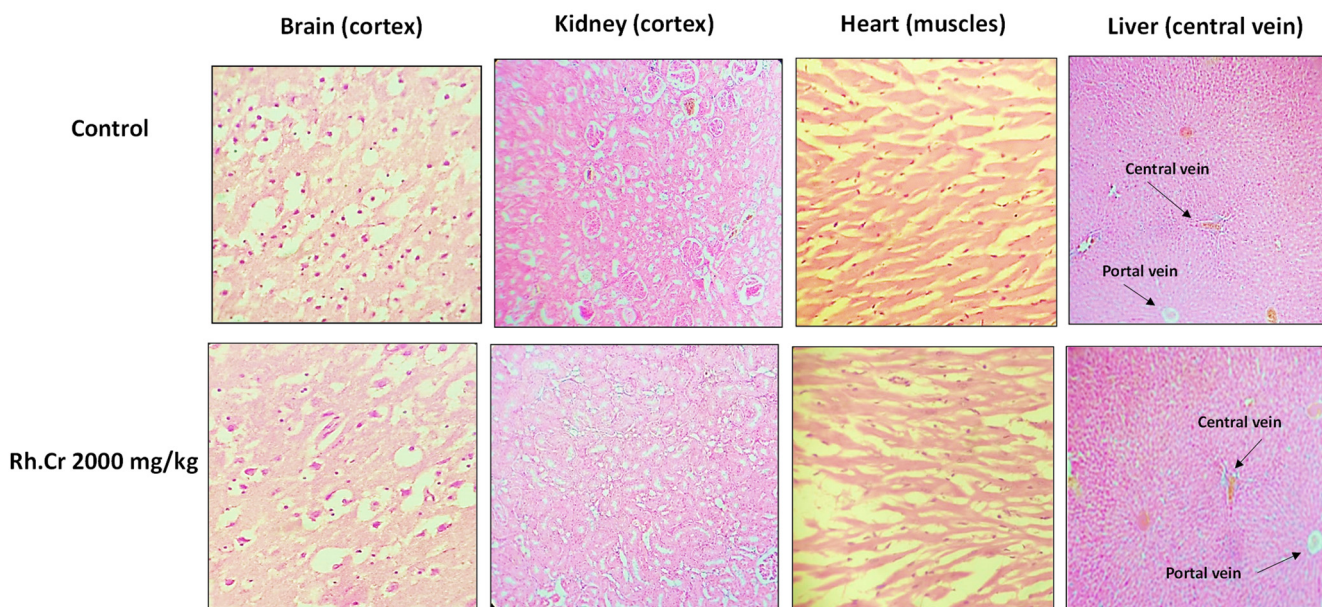 Brain (cortex)
Kidney (cortex)
Heart (muscles)
Liver (central vein)
Control
Central vein
Portal vein
Rh.Cr 2000 mg/kg
Central vein
Portal vein